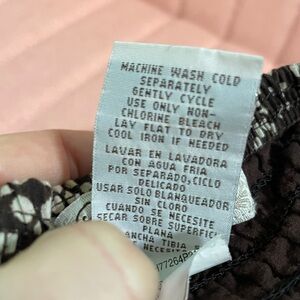 MACHINE WASH COLD
SEPARATELY
GENTLY CYCLE
USE ONLY NON-
CHLORINE BLEACH
LAY FLAT TO DRY
COOL IRON IF NEEDED
LAVAR EN LAVADORA
CON AGUA FRIA
POR SEPARADO,CICLO
DELICADO
USAR SOLO BLANQUEADOR
SIN CLORO
CUANDO SE NECESITE
SECAR SOBRE SUPERFICIE
PLANA
TIBIA
NECESITE